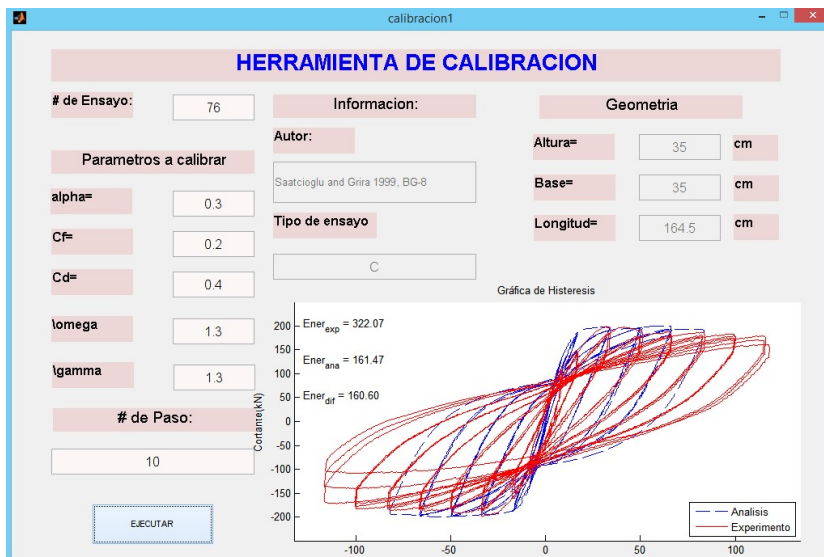 calibracion1
HERRAMIENTA DE CALIBRACION
# de Ensayo:
76
Parametros a calibrar
alpha=
0.3
Cf=
0.2
Cd=
0.4
\omega
1.3
\gamma
1.3
# de Paso:
10
EJECUTAR
Informacion:
Autor:
Saatcioglu and Grira 1999, BG-8
Tipo de ensayo
C
Geometria
Altura=
35
cm
Base=
35
cm
Longitud=
164.5
cm
Gráfica de Histeresis
Ener_exp = 322.07
Ener_ana = 161.47
Ener_dif = 160.60
Cortante(kN)
200
150
100
50
0
-50
-100
-150
-200
-100
-50
0
50
100
Analisis
Experimento